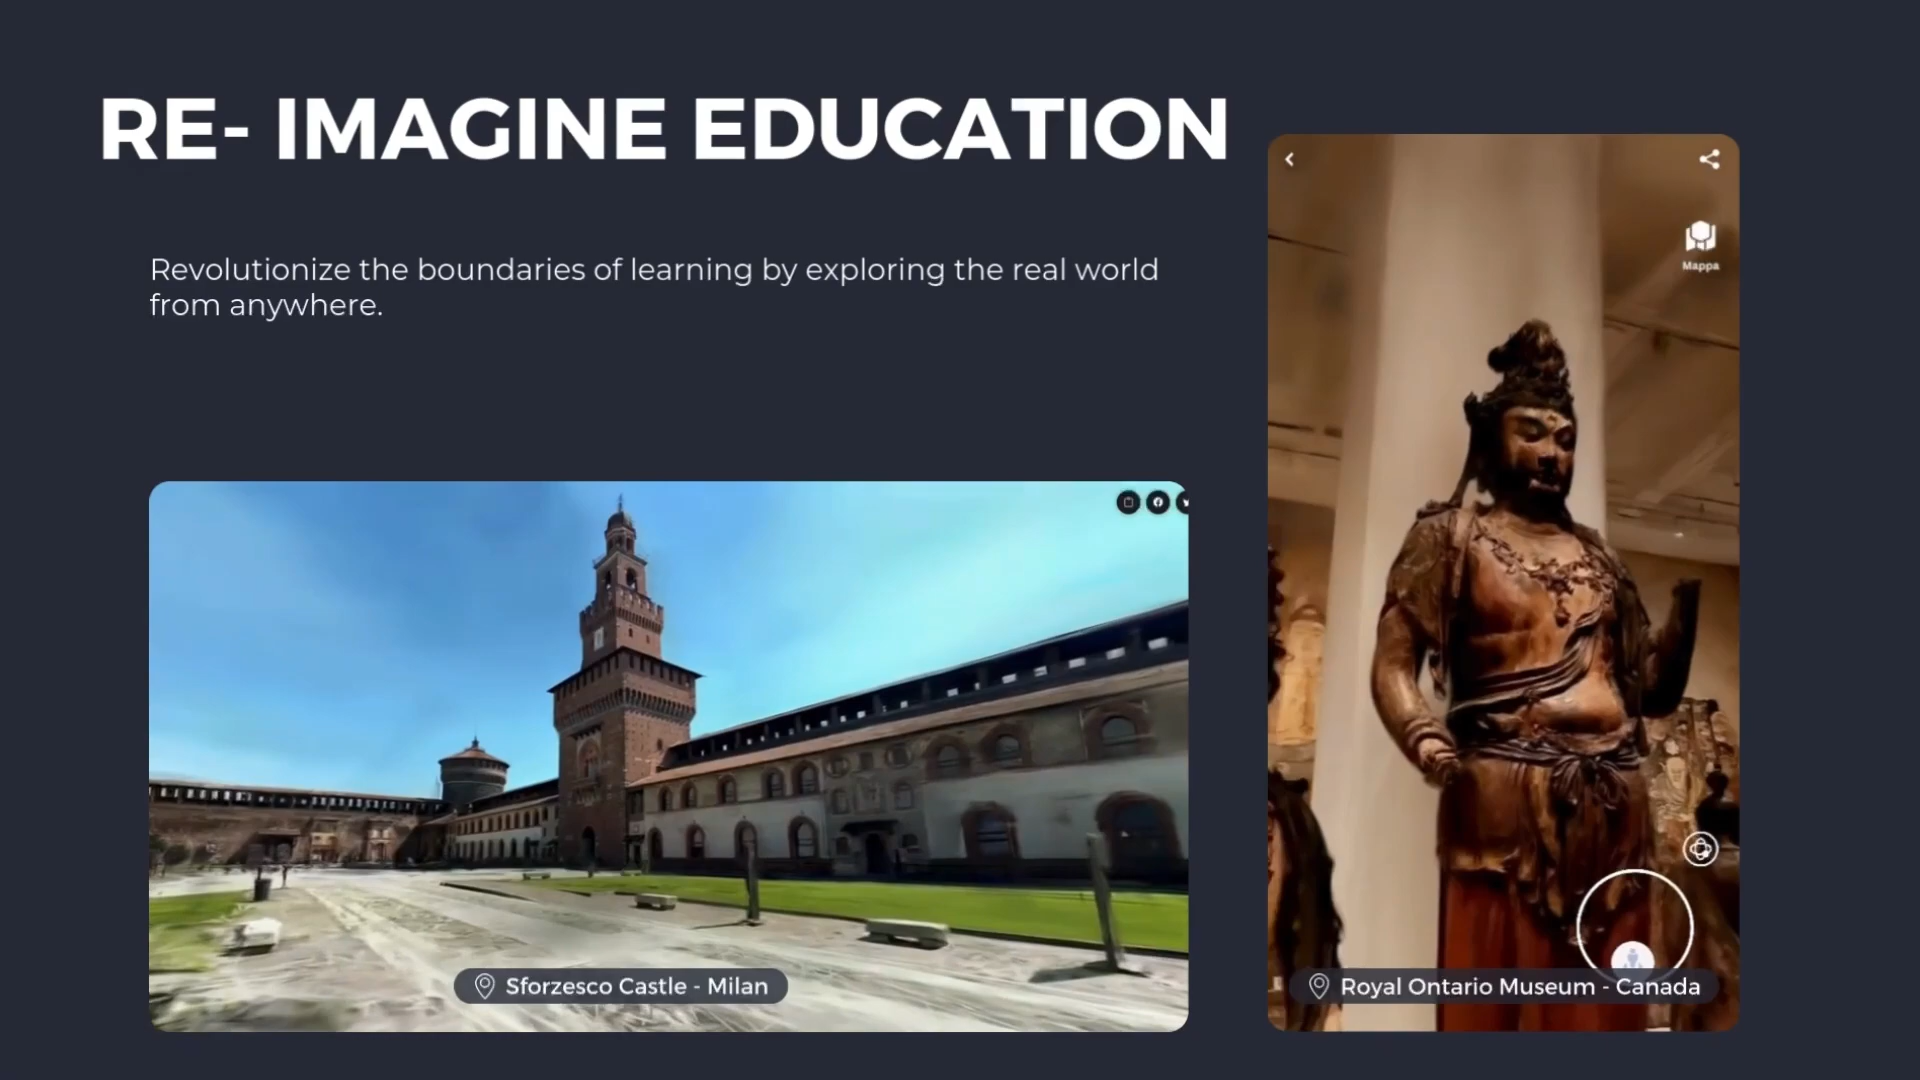 RE- IMAGINE EDUCATION
Revolutionize the boundaries of learning by exploring the real world
from anywhere.
Mappa
Sforzesco Castle - Milan
Royal Ontario Museum - Canada